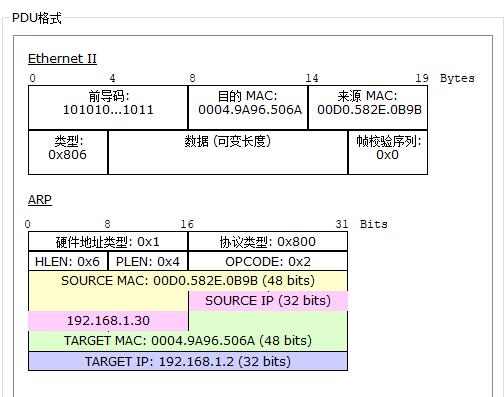 PDU格式
Ethernet II
0 4 8 14 19 Bytes
前导码: 目的 MAC: 来源 MAC:
101010...1011 0004.9A96.506A 00D0.582E.0B9B
类型: 数据 (可变长度) 帧校验序列:
0x806 0x0
ARP
0 8 16 31 Bits
硬件地址类型: 0x1 协议类型: 0x800
HLEN: 0x6 PLEN: 0x4 OPCODE: 0x2
SOURCE MAC: 00D0.582E.0B9B (48 bits)
SOURCE IP (32 bits)
192.168.1.30
TARGET MAC: 0004.9A96.506A (48 bits)
TARGET IP: 192.168.1.2 (32 bits)